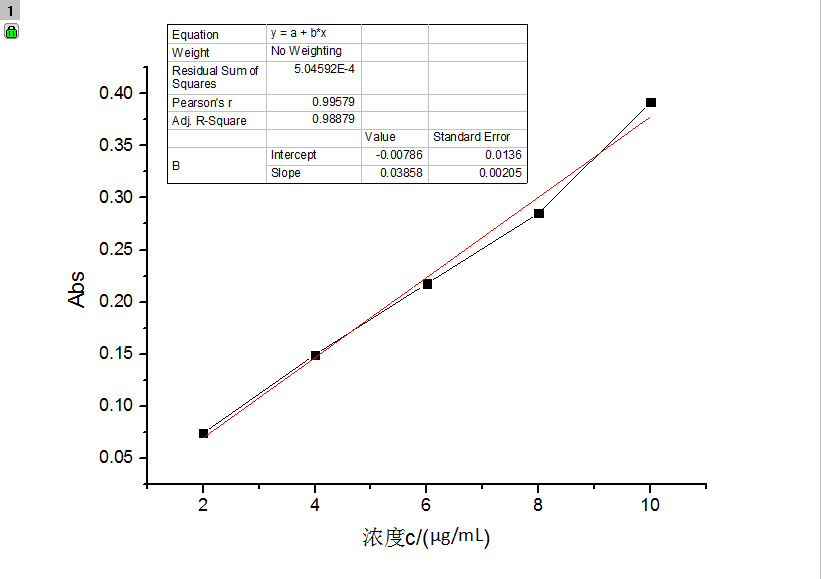 1
Equation y = a + b*x
Weight No Weighting
Residual Sum of Squares 5.04592E-4
Pearson's r 0.99579
Adj. R-Square 0.98879
Value Standard Error
B Intercept -0.00786 0.0136
Slope 0.03858 0.00205
0.40
0.35
0.30
0.25
0.20
0.15
0.10
0.05
Abs
2 4 6 8 10
浓度c/(μg/mL)